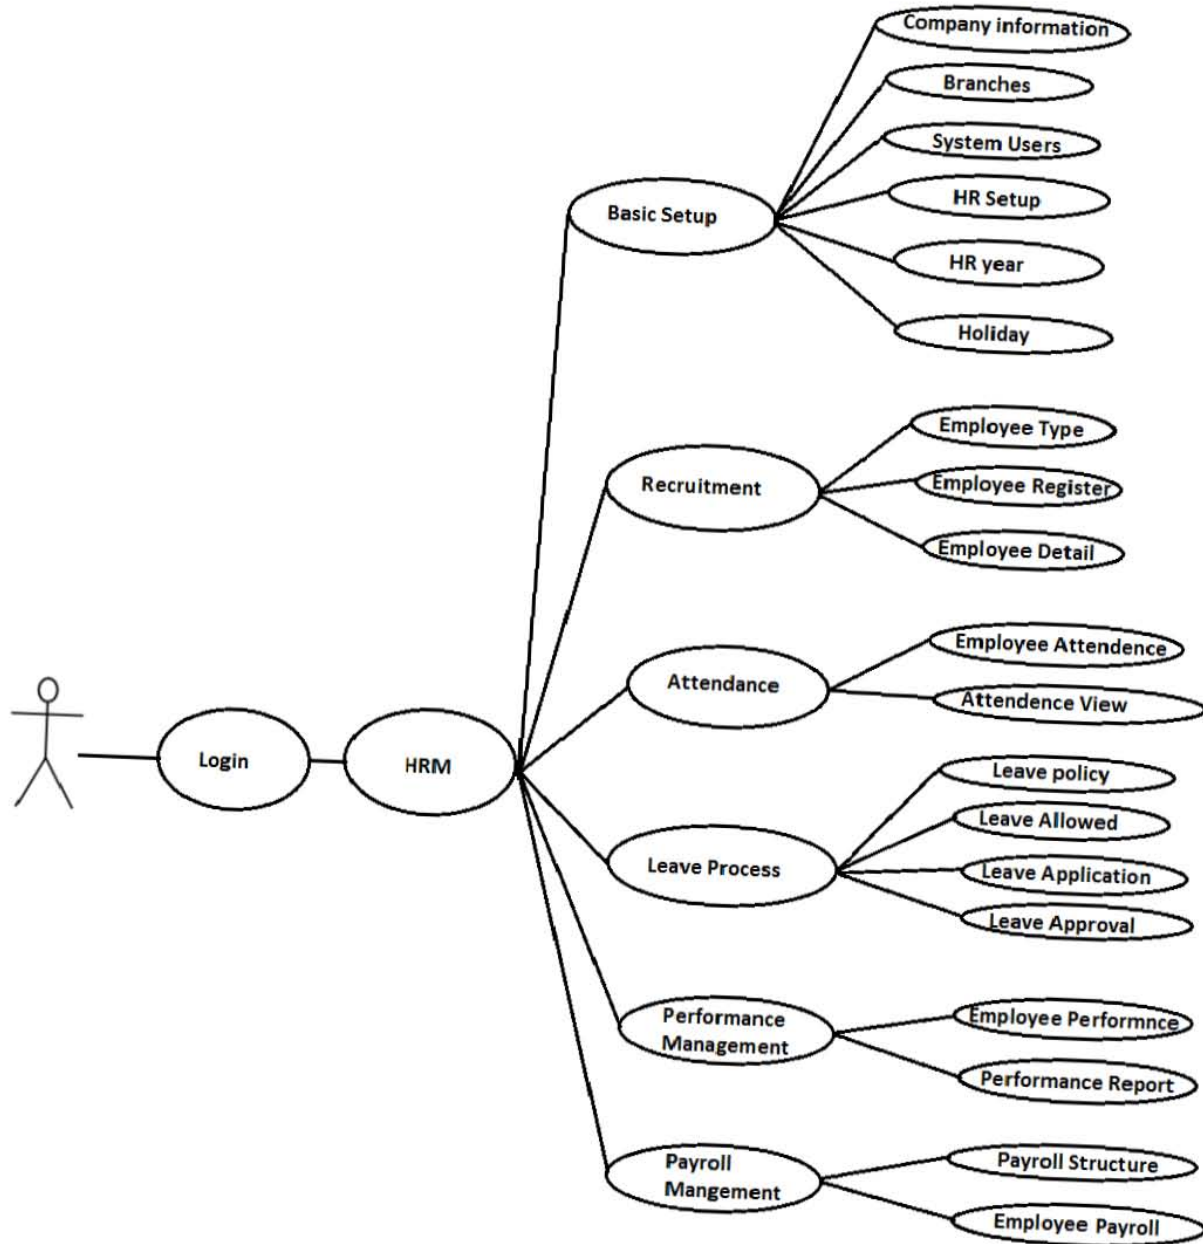 Company information
Branches
System Users
Basic Setup
HR Setup
HR year
Holiday
Employee Type
Recruitment
Employee Register
Employee Detail
Employee Attendence
Attendance
Attendence View
Login
HRM
Leave policy
Leave Allowed
Leave Process
Leave Application
Leave Approval
Performance
Management
Employee Performnce
Performance Report
Payroll
Mangement
Payroll Structure
Employee Payroll